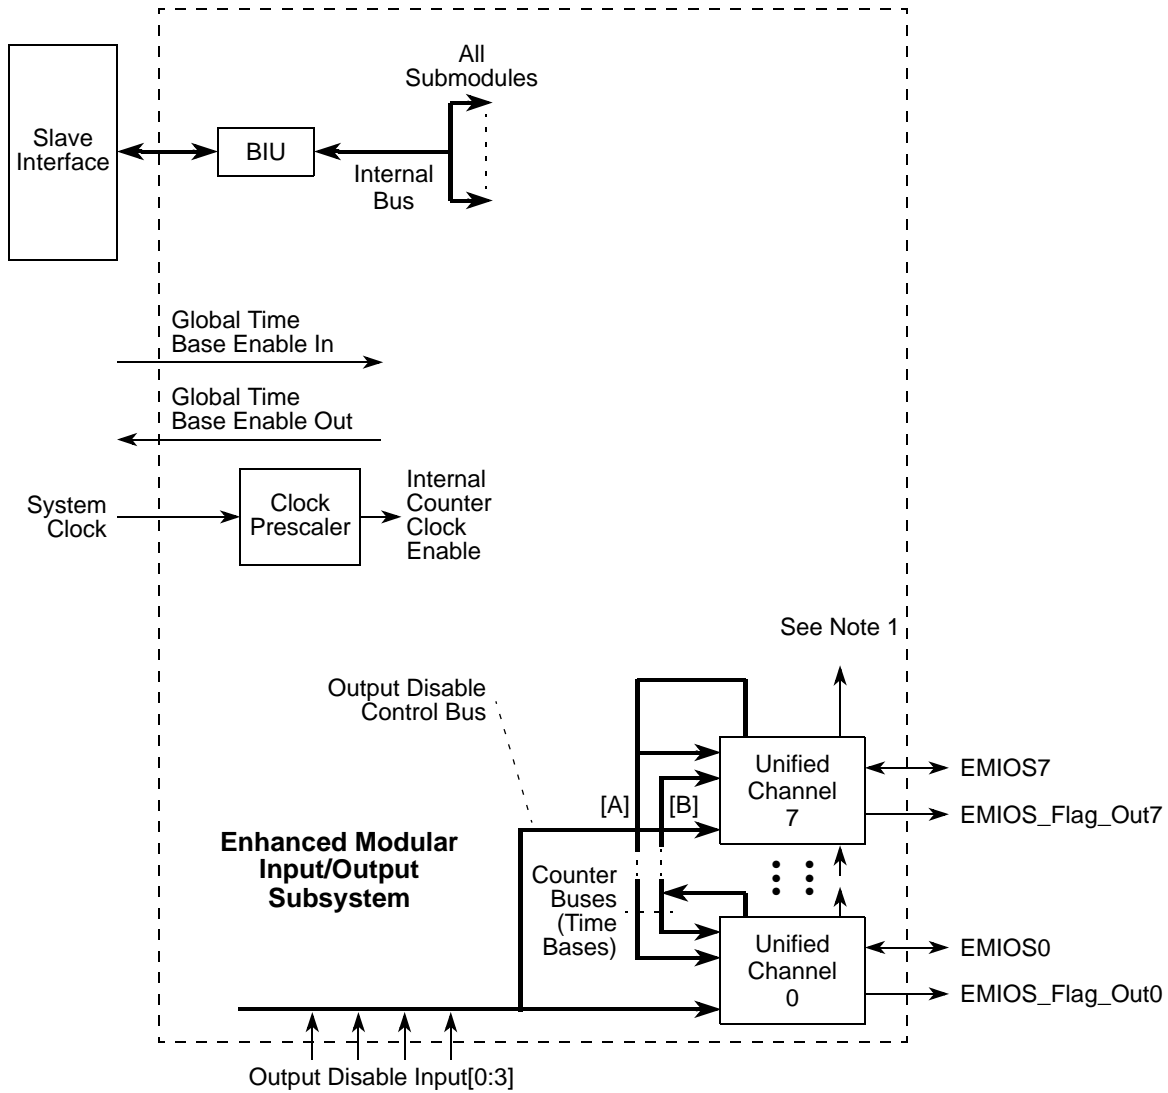 All
Submodules
Slave
Interface
BIU
Internal
Bus
Global Time
Base Enable In
Global Time
Base Enable Out
System
Clock
Clock
Prescaler
Internal
Counter
Clock
Enable
See Note 1
Output Disable
Control Bus
[A]
[B]
Unified
Channel
7
EMIOS7
EMIOS_Flag_Out7
Enhanced Modular
Input/Output
Subsystem
Counter
Buses
(Time
Bases)
Unified
Channel
0
EMIOS0
EMIOS_Flag_Out0
Output Disable Input[0:3]